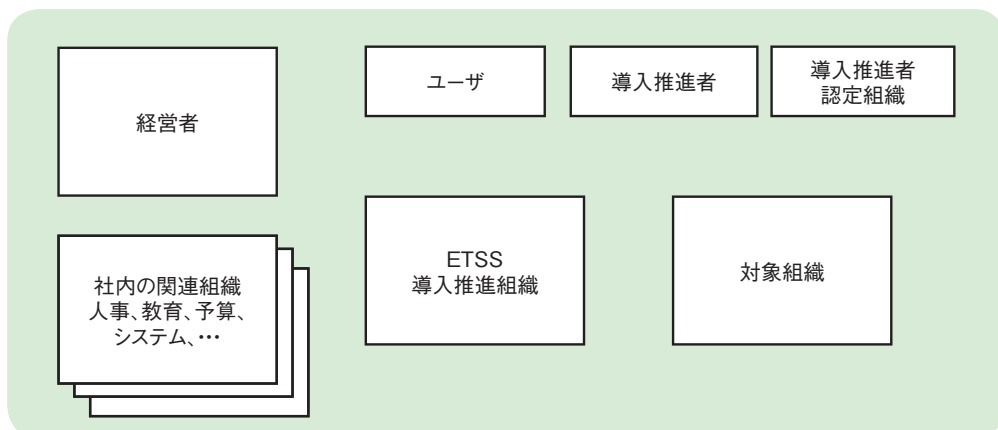 経営者
ユーザ
導入推進者
導入推進者
認定組織
社内の関連組織
人事、教育、予算、
システム、…
ETSS
導入推進組織
対象組織